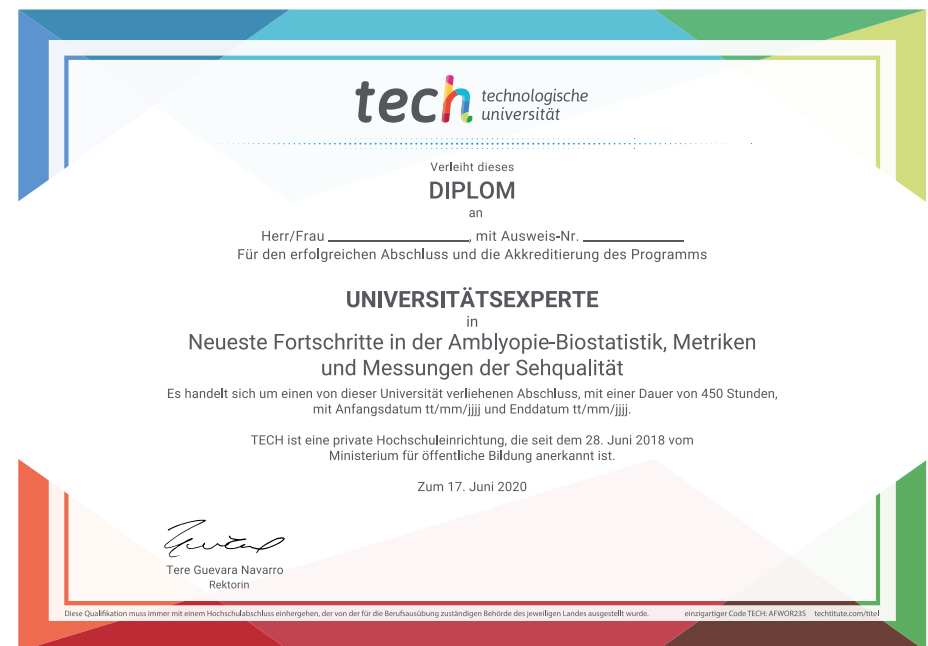 tech technologische
universität
Verleiht dieses
DIPLOM
an
Herr/Frau ____________________, mit Ausweis-Nr. ______________
Für den erfolgreichen Abschluss und die Akkreditierung des Programms
UNIVERSITÄTSEXPERTE
in
Neueste Fortschritte in der Amblyopie-Biostatistik, Metriken
und Messungen der Sehqualität
Es handelt sich um einen von dieser Universität verliehenen Abschluss, mit einer Dauer von 450 Stunden,
mit Anfangsdatum tt/mm/jjjj und Enddatum tt/mm/jjjj.
TECH ist eine private Hochschuleinrichtung, die seit dem 28. Juni 2018 vom
Ministerium für öffentliche Bildung anerkannt ist.
Zum 17. Juni 2020
Tere Guevara Navarro
Rektorin
Diese Qualifikation muss immer mit einem Hochschulabschluss einhergehen, der von der für die Berufsausübung zuständigen Behörde des jeweiligen Landes ausgestellt wurde. einzigartiger Code TECH: AFWOR23S techtitute.com/titel